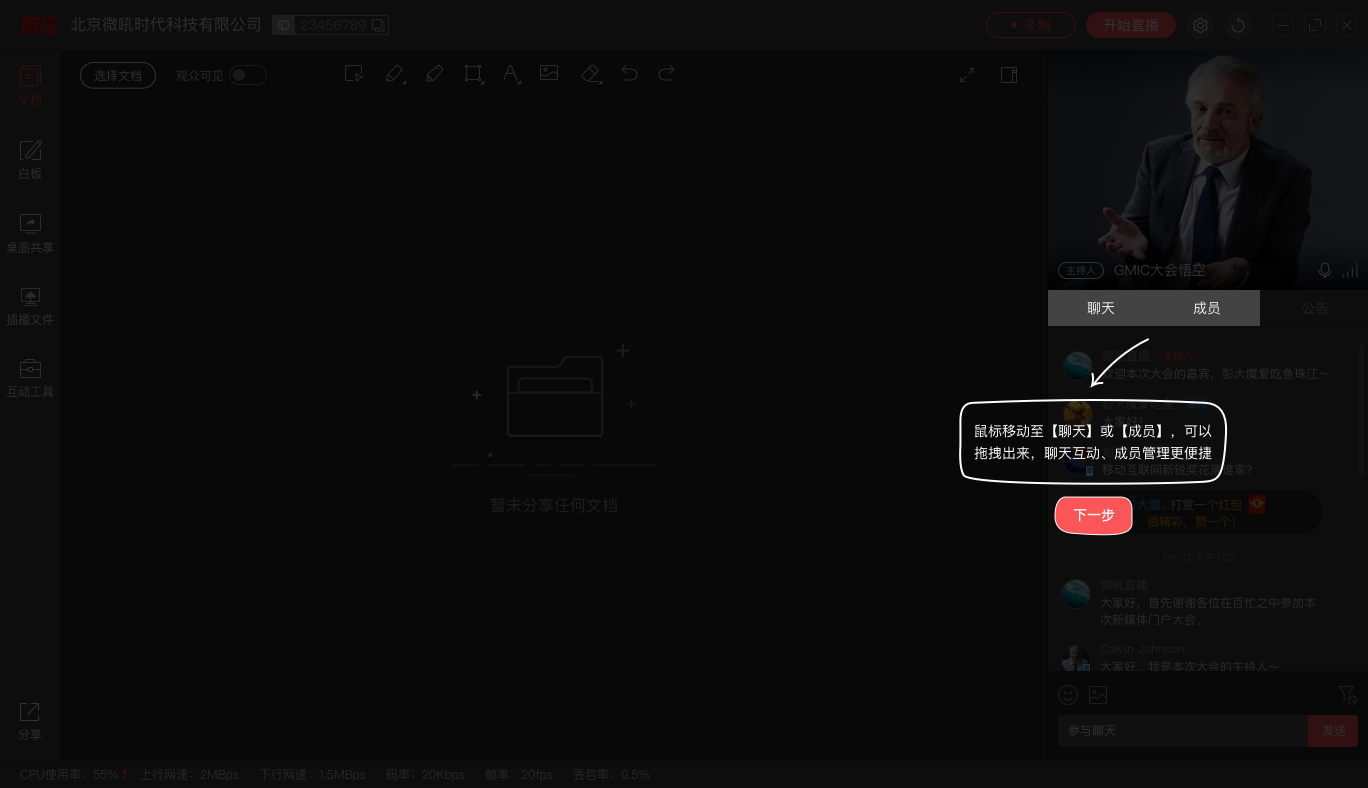 微吼
北京微吼时代科技有限公司
ID 23456789
录制
开始直播
文档
选择文档
观众可见
A
白板
桌面共享
插播文件
互动工具
分享
暂未分享任何文档
主持人 GMIC大会悟空
聊天
成员
公告
微吼直播 主持人
欢迎本次大会的嘉宾，彭大魔爱吃鱼珠江～
大家好！
鼠标移动至【聊天】或【成员】，可以
拖拽出来，聊天互动、成员管理更便捷
移动互联网新锐奖花落谁家？
下一步
彭大魔...打赏一个红包
很精彩，赞一个！
微吼直播
大家好，首先谢谢各位在百忙之中参加本
次新媒体门户大会。
Calvin Johnson
大家好，我是本次大会的主持人～
参与聊天
发送
CPU使用率：55%↑ 上行网速：2MBps 下行网速：1.5MBps 码率：20Kbps 帧率：20fps 丢包率：0.5%